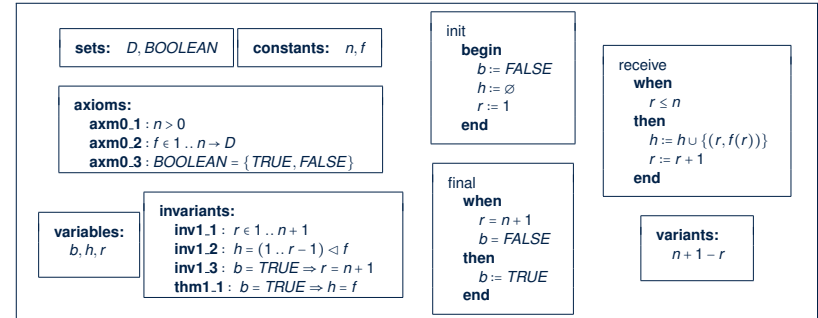 sets: D, BOOLEAN
constants: n, f
axioms:
axm0_1 : n > 0
axm0_2 : f ∈ 1 .. n → D
axm0_3 : BOOLEAN = {TRUE, FALSE}
variables:
b, h, r
invariants:
inv1_1 : r ∈ 1 .. n + 1
inv1_2 : h = (1 .. r − 1) ◁ f
inv1_3 : b = TRUE ⇒ r = n + 1
thm1_1 : b = TRUE ⇒ h = f
init
begin
b := FALSE
h := ∅
r := 1
end
final
when
r = n + 1
b = FALSE
then
b := TRUE
end
receive
when
r ≤ n
then
h := h ∪ {(r, f(r))}
r := r + 1
end
variants:
n + 1 − r